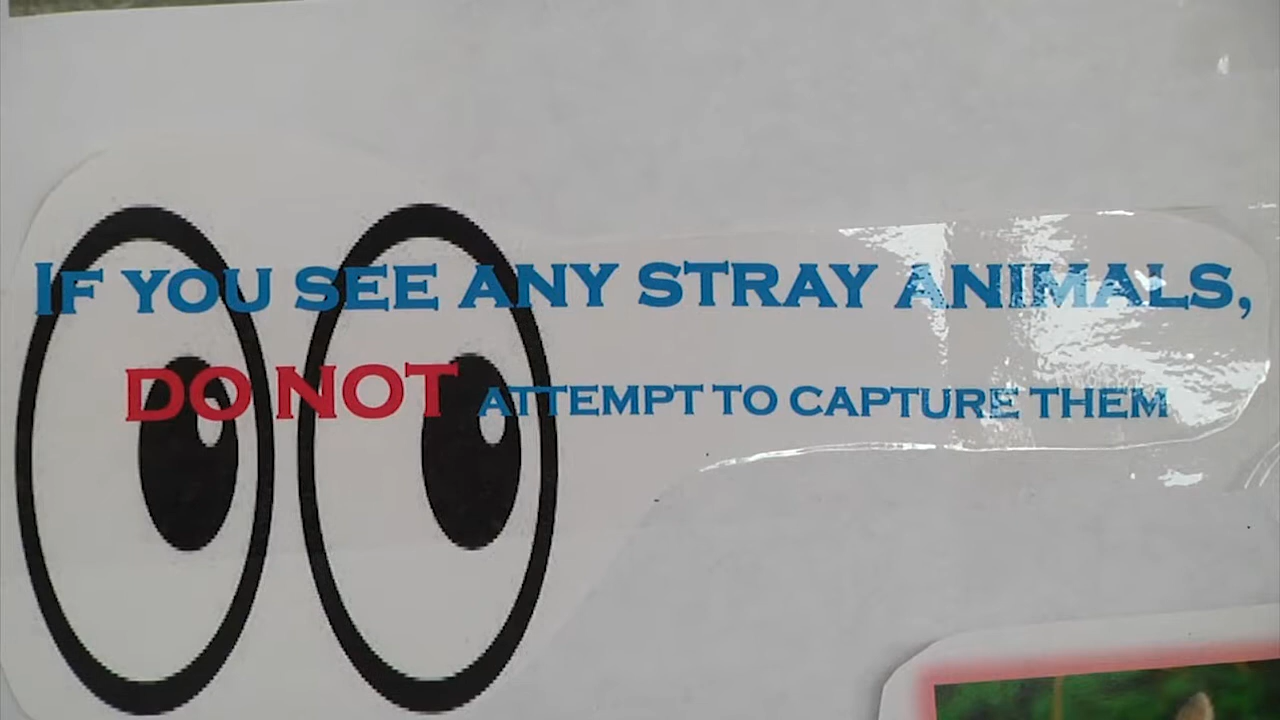 IF YOU SEE ANY STRAY ANIMALS,
DO NOT ATTEMPT TO CAPTURE THEM